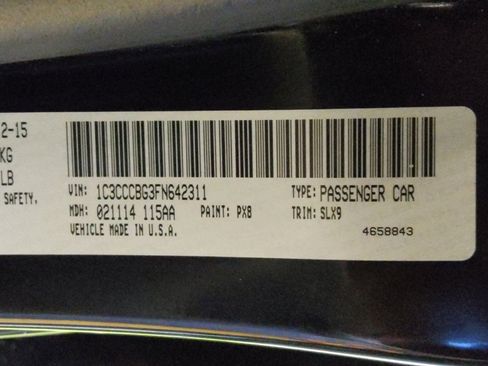 2-15
KG
LB
SAFETY.
VIN: 1C3CCCBG3FN642311 TYPE: PASSENGER CAR
MDH: 021114 115AA PAINT: PX8 TRIM: SLX9
VEHICLE MADE IN U.S.A. 4658843